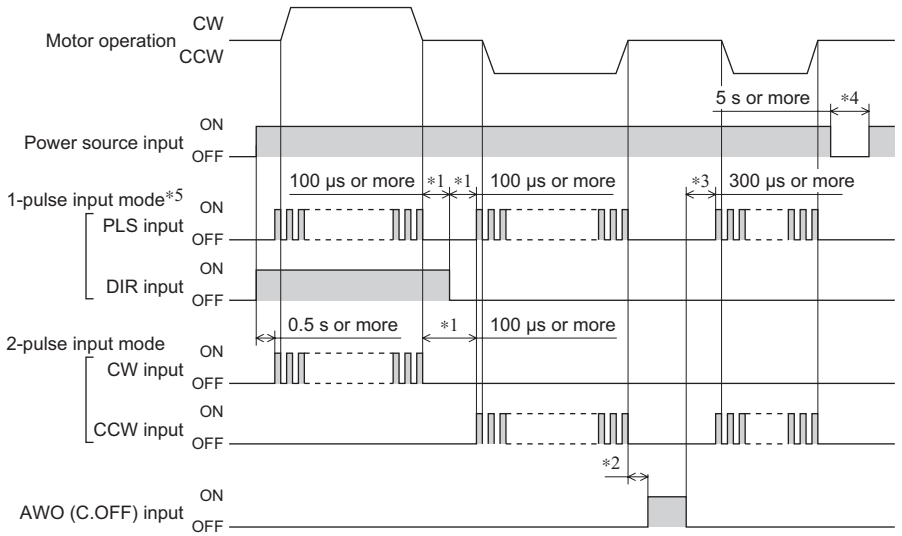 CW
Motor operation
CCW
5 s or more *4
ON
Power source input
OFF
100 µs or more *1 *1 100 µs or more *3 300 µs or more
1-pulse input mode*5
ON
PLS input
OFF
ON
DIR input
OFF
0.5 s or more *1 100 µs or more
2-pulse input mode
ON
CW input
OFF
ON
CCW input
OFF
*2
ON
AWO (C.OFF) input
OFF